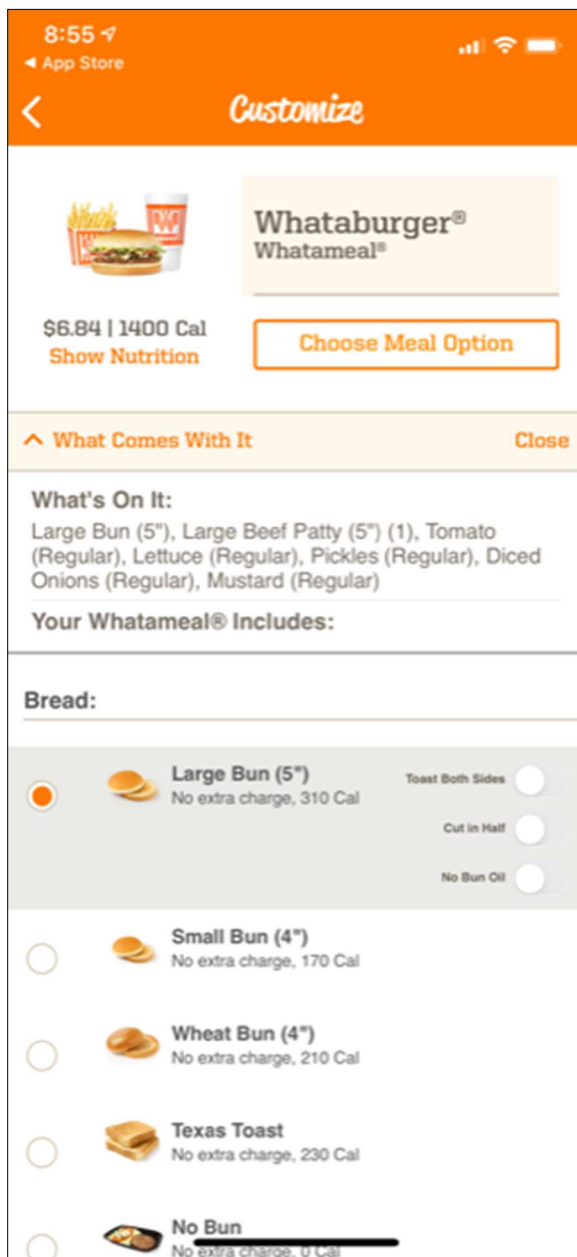 8:55
◄ App Store
Customize
Whataburger®
Whatameal®
$6.84 | 1400 Cal
Show Nutrition
Choose Meal Option
What Comes With It
Close
What's On It:
Large Bun (5"), Large Beef Patty (5") (1), Tomato
(Regular), Lettuce (Regular), Pickles (Regular), Diced
Onions (Regular), Mustard (Regular)
Your Whatameal® Includes:
Bread:
Large Bun (5")
No extra charge, 310 Cal
Toast Both Sides
Cut in Half
No Bun Oil
Small Bun (4")
No extra charge, 170 Cal
Wheat Bun (4")
No extra charge, 210 Cal
Texas Toast
No extra charge, 230 Cal
No Bun
No extra charge, 0 Cal